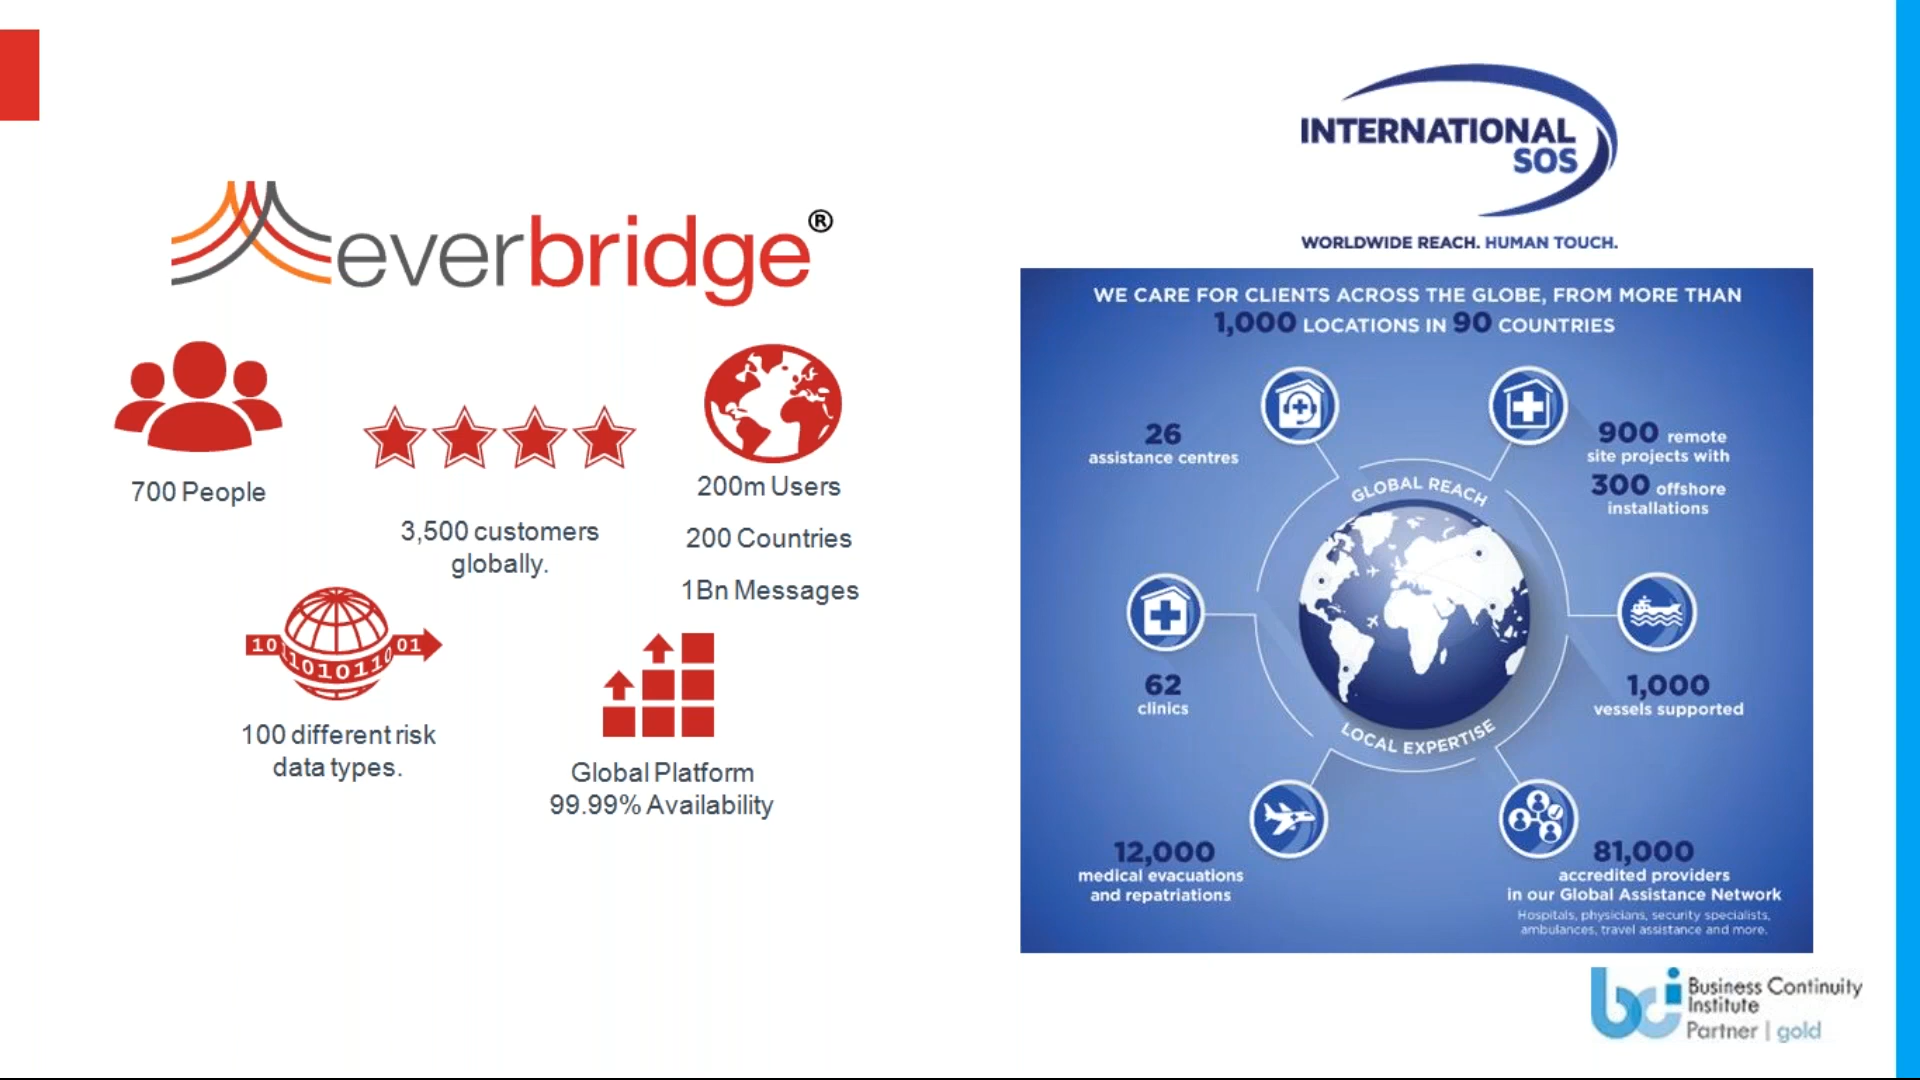 everbridge®
700 People
3,500 customers
globally.
200m Users
200 Countries
1Bn Messages
10110101101
100 different risk
data types.
Global Platform
99.99% Availability
INTERNATIONAL
SOS
WORLDWIDE REACH. HUMAN TOUCH.
WE CARE FOR CLIENTS ACROSS THE GLOBE, FROM MORE THAN
1,000 LOCATIONS IN 90 COUNTRIES
26
assistance centres
900 remote
site projects with
300 offshore
installations
GLOBAL REACH
62
clinics
1,000
vessels supported
LOCAL EXPERTISE
12,000
medical evacuations
and repatriations
81,000
accredited providers
in our Global Assistance Network
Hospitals, physicians, security specialists,
ambulances, travel assistance and more.
bci
Business Continuity
Institute
Partner | gold